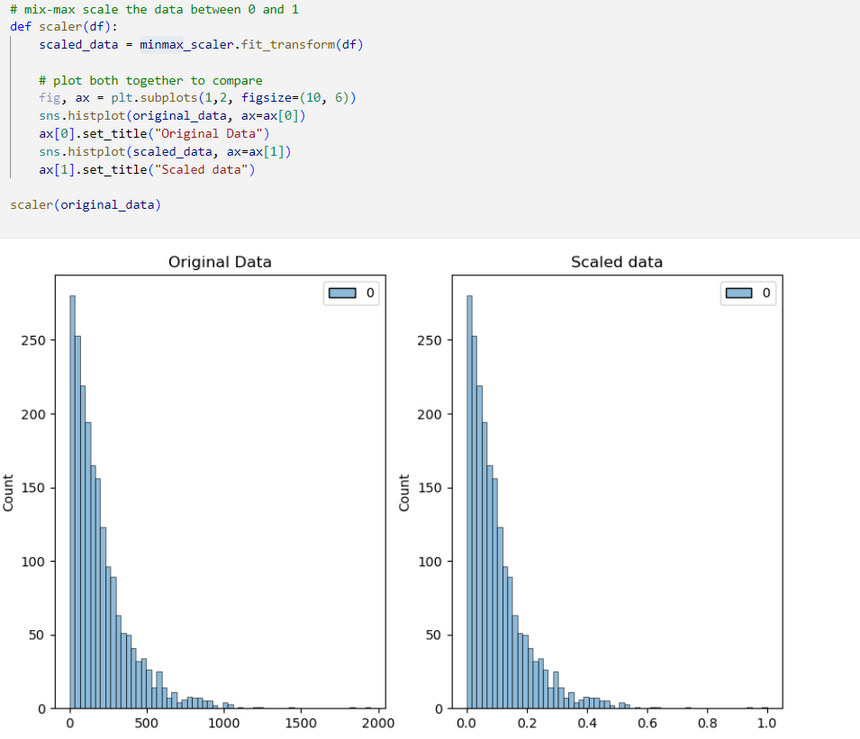 # mix-max scale the data between 0 and 1
def scaler(df):
    scaled_data = minmax_scaler.fit_transform(df)
    # plot both together to compare
    fig, ax = plt.subplots(1,2, figsize=(10, 6))
    sns.histplot(original_data, ax=ax[0])
    ax[0].set_title("Original Data")
    sns.histplot(scaled_data, ax=ax[1])
    ax[1].set_title("Scaled data")
scaler(original_data)
Original Data
0
250
200
150
100
50
0
Count
0 500 1000 1500 2000
Scaled data
0
250
200
150
100
50
0
Count
0.0 0.2 0.4 0.6 0.8 1.0